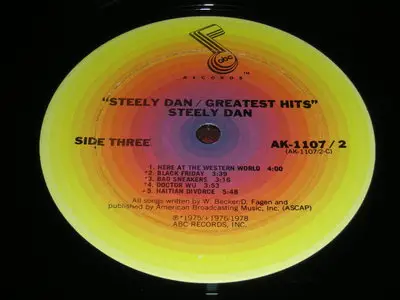 abc
RECORDS ™
"STEELY DAN / GREATEST HITS"
STEELY DAN
SIDE THREE
AK-1107/2
(AK-1107/2-C)
1. HERE AT THE WESTERN WORLD 4:00
*2. BLACK FRIDAY 3:39
*3. BAD SNEAKERS 3:16
*4. DOCTOR WU 3:53
+5. HAITIAN DIVORCE 5:48
All songs written by W. Becker/D. Fagen and
published by American Broadcasting Music, Inc. (ASCAP)
℗ *1975/+1976/1978
ABC RECORDS, INC.